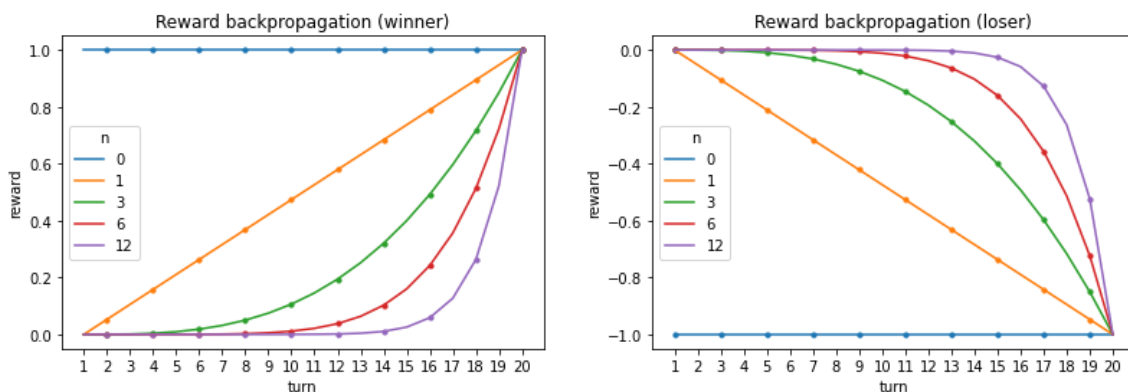 Reward backpropagation (winner)
reward
1.0
0.8
0.6
0.4
0.2
0.0
n
0
1
3
6
12
1 2 3 4 5 6 7 8 9 10 11 12 13 14 15 16 17 18 19 20
turn
Reward backpropagation (loser)
reward
0.0
−0.2
−0.4
−0.6
−0.8
−1.0
n
0
1
3
6
12
1 2 3 4 5 6 7 8 9 10 11 12 13 14 15 16 17 18 19 20
turn